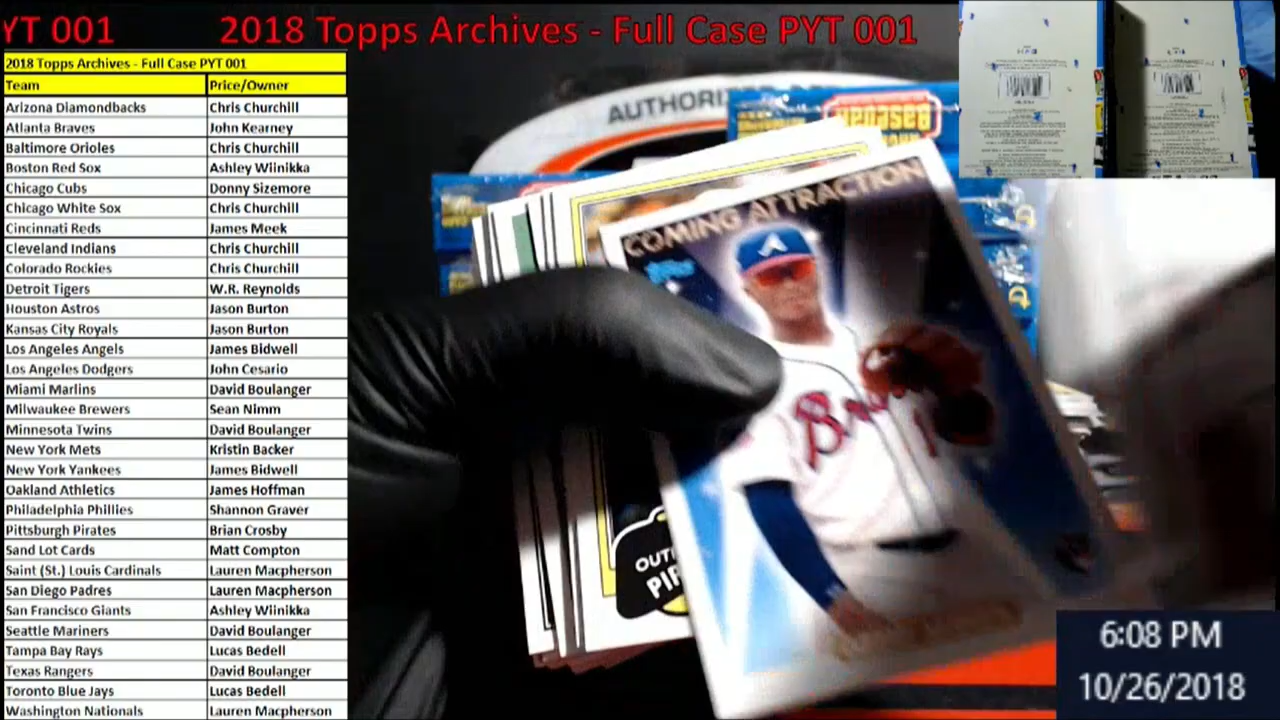 YT 001 2018 Topps Archives - Full Case PYT 001
2018 Topps Archives - Full Case PYT 001
Team Price/Owner
Arizona Diamondbacks Chris Churchill
Atlanta Braves John Kearney
Baltimore Orioles Chris Churchill
Boston Red Sox Ashley Wiinikka
Chicago Cubs Donny Sizemore
Chicago White Sox Chris Churchill
Cincinnati Reds James Meek
Cleveland Indians Chris Churchill
Colorado Rockies Chris Churchill
Detroit Tigers W.R. Reynolds
Houston Astros Jason Burton
Kansas City Royals Jason Burton
Los Angeles Angels James Bidwell
Los Angeles Dodgers John Cesario
Miami Marlins David Boulanger
Milwaukee Brewers Sean Nimm
Minnesota Twins David Boulanger
New York Mets Kristin Backer
New York Yankees James Bidwell
Oakland Athletics James Hoffman
Philadelphia Phillies Shannon Graver
Pittsburgh Pirates Brian Crosby
Sand Lot Cards Matt Compton
Saint (St.) Louis Cardinals Lauren Macpherson
San Diego Padres Lauren Macpherson
San Francisco Giants Ashley Wiinikka
Seattle Mariners David Boulanger
Tampa Bay Rays Lucas Bedell
Texas Rangers David Boulanger
Toronto Blue Jays Lucas Bedell
Washington Nationals Lauren Macpherson
AUTHORI
BASEBALL
COMING ATTRACTION
Topps
A
Br
OUT
PIR
6:08 PM
10/26/2018